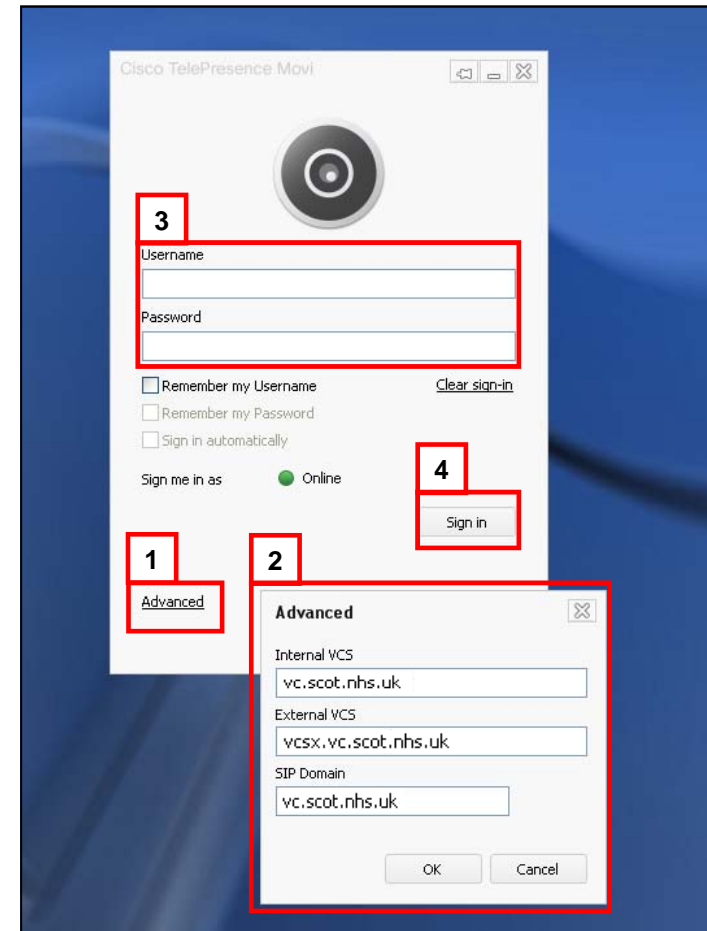 Cisco TelePresence Movi
3
Username
Password
Remember my Username
Clear sign-in
Remember my Password
Sign in automatically
Sign me in as
Online
4
Sign in
1
2
Advanced
Advanced
Internal VCS
vc.scot.nhs.uk
External VCS
vcsx.vc.scot.nhs.uk
SIP Domain
vc.scot.nhs.uk
OK
Cancel